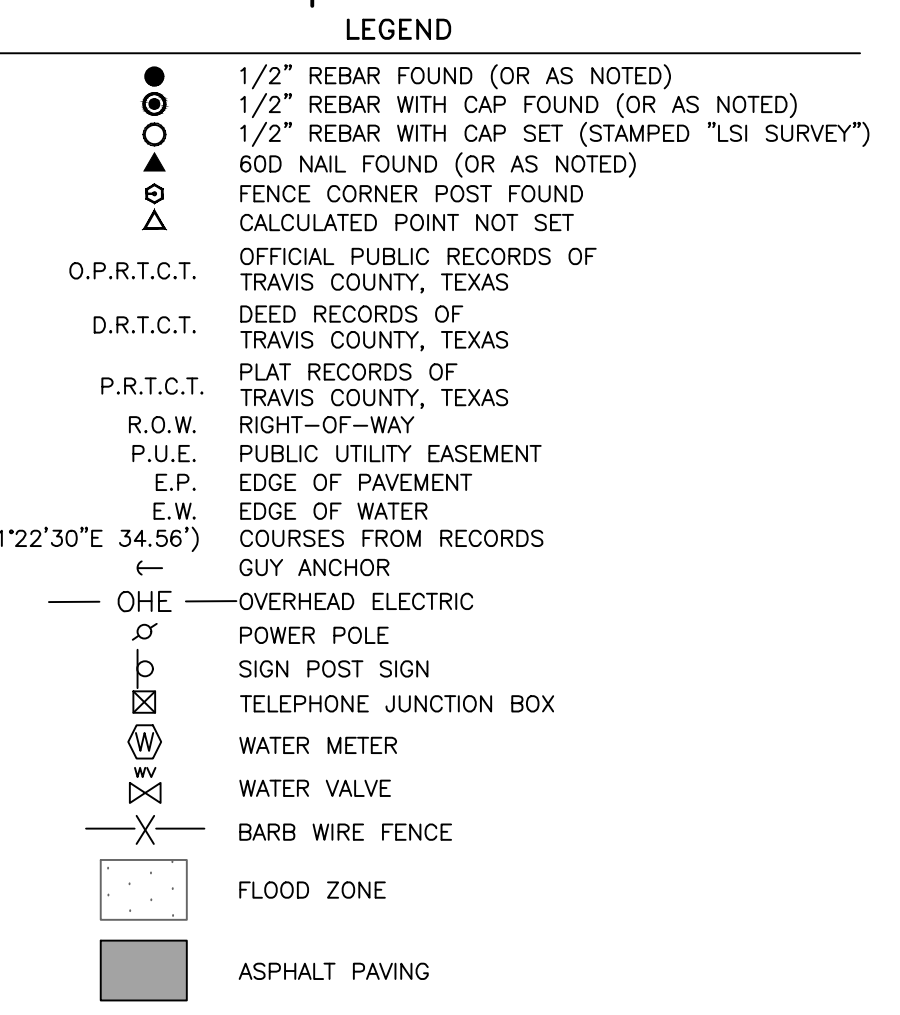 LEGEND
1/2" REBAR FOUND (OR AS NOTED)
1/2" REBAR WITH CAP FOUND (OR AS NOTED)
1/2" REBAR WITH CAP SET (STAMPED "LSI SURVEY")
60D NAIL FOUND (OR AS NOTED)
FENCE CORNER POST FOUND
CALCULATED POINT NOT SET
O.P.R.T.C.T. OFFICIAL PUBLIC RECORDS OF
TRAVIS COUNTY, TEXAS
D.R.T.C.T. DEED RECORDS OF
TRAVIS COUNTY, TEXAS
P.R.T.C.T. PLAT RECORDS OF
TRAVIS COUNTY, TEXAS
R.O.W. RIGHT-OF-WAY
P.U.E. PUBLIC UTILITY EASEMENT
E.P. EDGE OF PAVEMENT
E.W. EDGE OF WATER
1°22'30"E 34.56') COURSES FROM RECORDS
GUY ANCHOR
OHE OVERHEAD ELECTRIC
POWER POLE
SIGN POST SIGN
TELEPHONE JUNCTION BOX
W WATER METER
WV
WATER VALVE
X BARB WIRE FENCE
FLOOD ZONE
ASPHALT PAVING